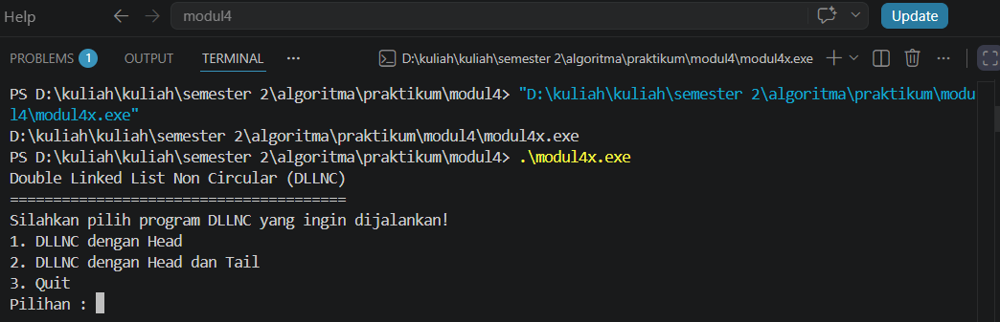 Help
modul4
Update
PROBLEMS 1 OUTPUT TERMINAL ··· D:\kuliah\kuliah\semester 2\algoritma\praktikum\modul4\modul4x.exe
PS D:\kuliah\kuliah\semester 2\algoritma\praktikum\modul4> "D:\kuliah\kuliah\semester 2\algoritma\praktikum\modu
l4\modul4x.exe"
D:\kuliah\kuliah\semester 2\algoritma\praktikum\modul4\modul4x.exe
PS D:\kuliah\kuliah\semester 2\algoritma\praktikum\modul4> .\modul4x.exe
Double Linked List Non Circular (DLLNC)
=======================================
Silahkan pilih program DLLNC yang ingin dijalankan!
1. DLLNC dengan Head
2. DLLNC dengan Head dan Tail
3. Quit
Pilihan :